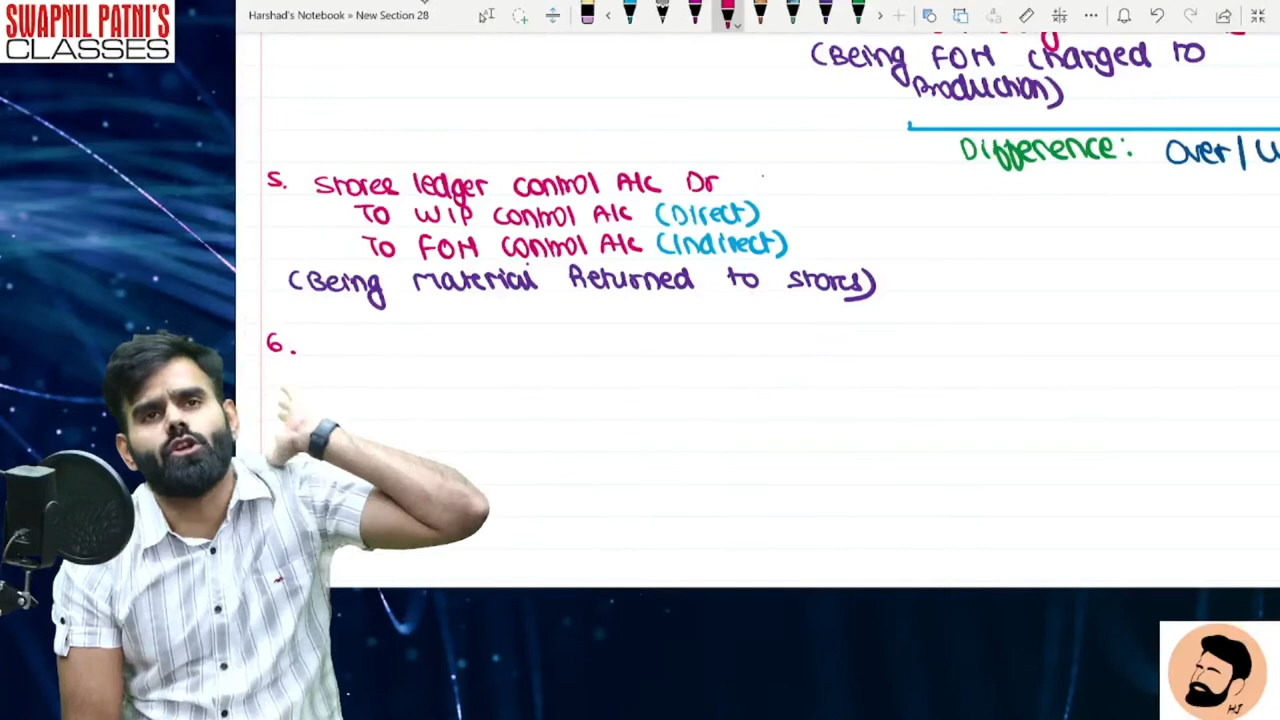 SWAPNIL PATNI'S
CLASSES
Harshad's Notebook » New Section 28
(Being FOH charged to
Production)
Difference: Over/U
5. Stores ledger control A/c Dr
To WIP control A/c (Direct)
To FOH control A/c (Indirect)
(Being Material Returned to stores)
6.
HJ